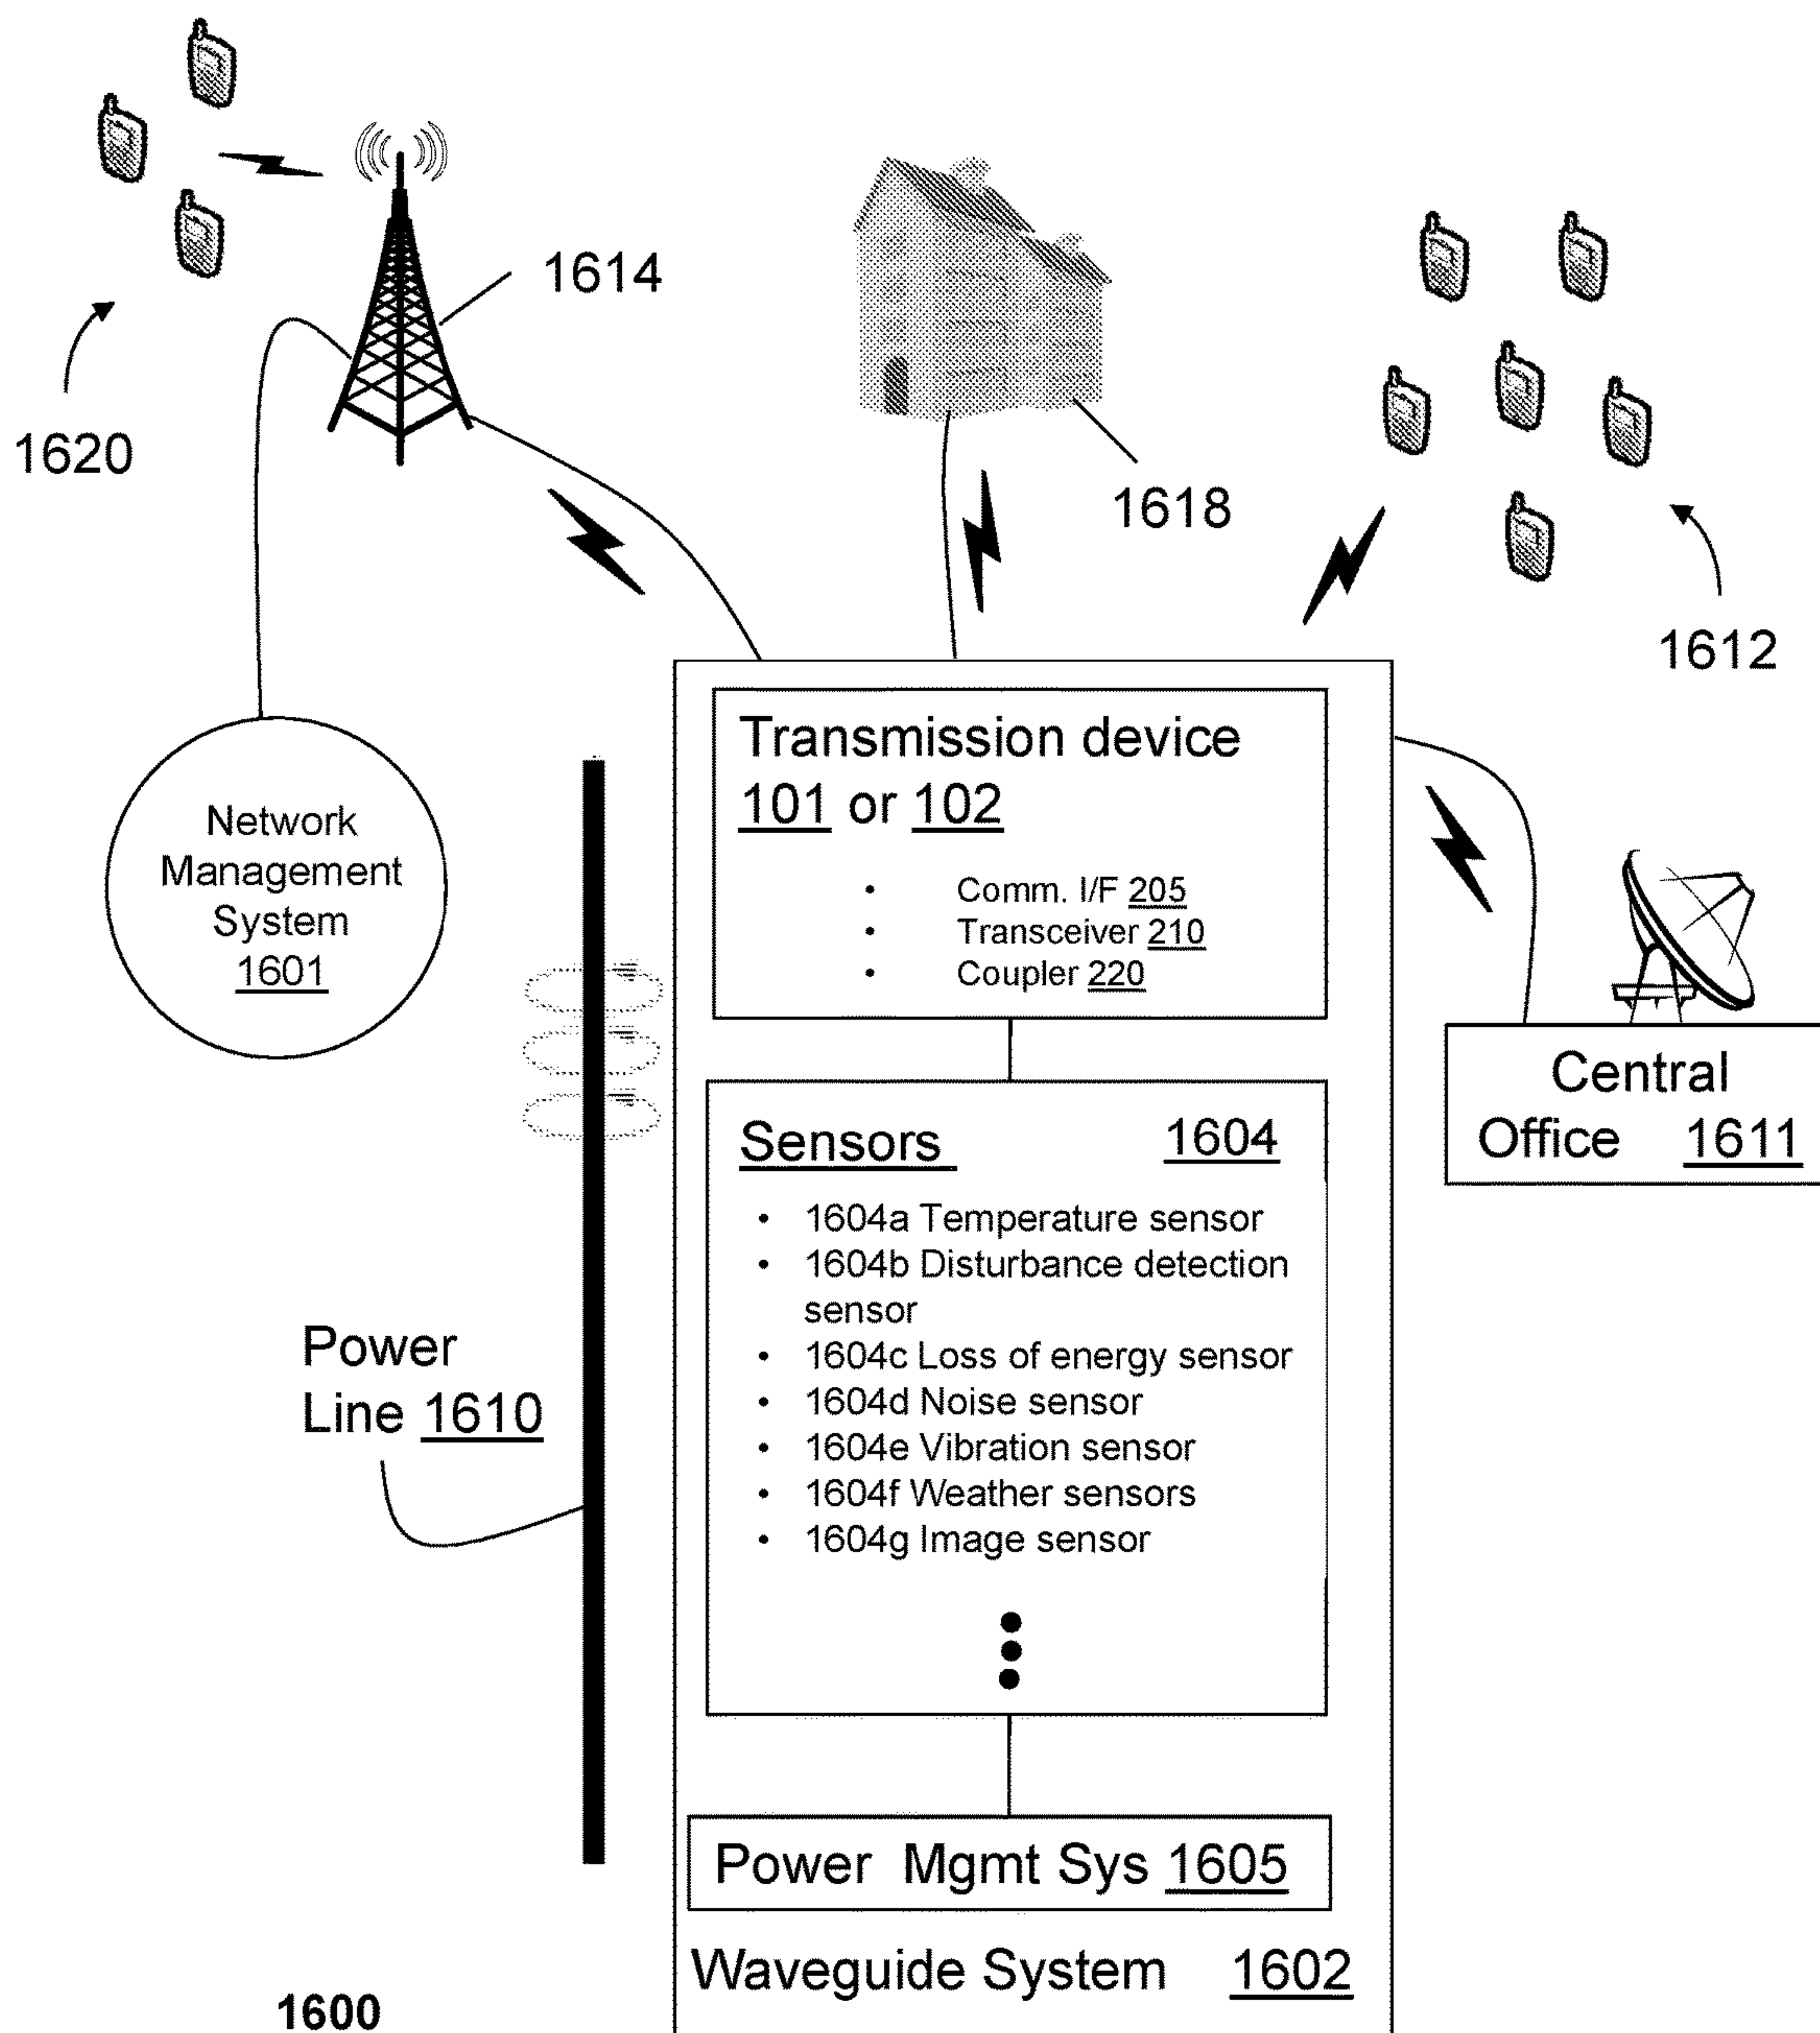 1614
1620
1618
1612
Network
Management
System
1601
Transmission device
101 or 102
• Comm. I/F 205
• Transceiver 210
• Coupler 220
Central
Office 1611
Sensors 1604
• 1604a Temperature sensor
• 1604b Disturbance detection
sensor
• 1604c Loss of energy sensor
• 1604d Noise sensor
• 1604e Vibration sensor
• 1604f Weather sensors
• 1604g Image sensor
Power
Line 1610
Power Mgmt Sys 1605
Waveguide System 1602
1600